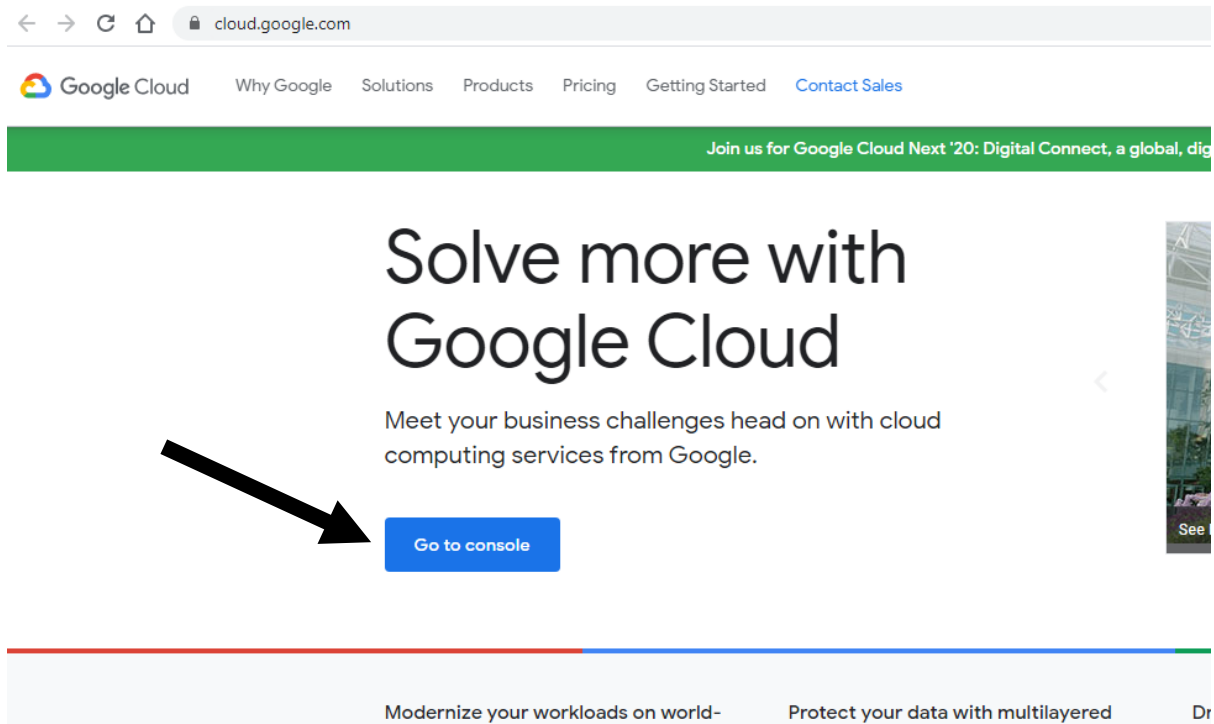 cloud.google.com
Google Cloud Why Google Solutions Products Pricing Getting Started Contact Sales
Join us for Google Cloud Next '20: Digital Connect, a global, dig
Solve more with
Google Cloud
Meet your business challenges head on with cloud
computing services from Google.
Go to console
See
Modernize your workloads on world-
Protect your data with multilayered
Dr